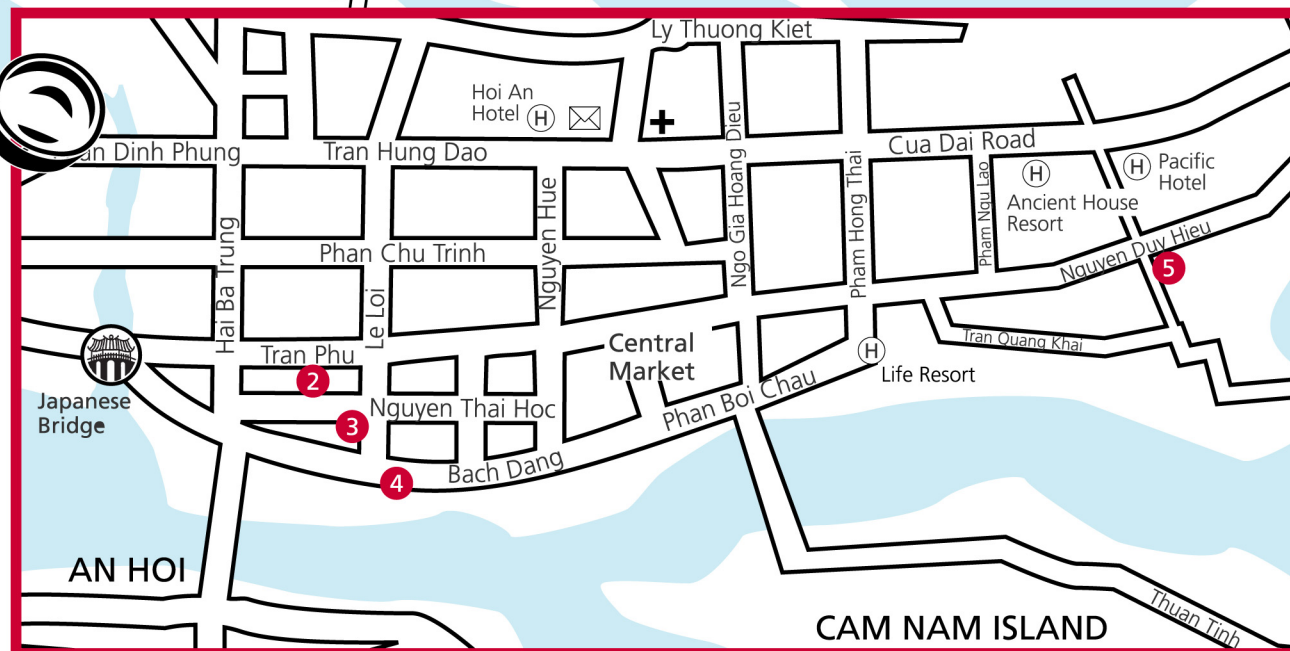 Ly Thuong Kiet
Hoi An
Hotel H
Dinh Phung
Tran Hung Dao
Cua Dai Road
H Pacific
Hotel
H
Ancient House
Resort
Pham Ngu Lao
Ngo Gia Hoang Dieu
Pham Hong Thai
Nguyen Hue
Hai Ba Trung
Le Loi
Phan Chu Trinh
Nguyen Duy Hieu
5
Tran Quang Khai
Central
Market
H
Life Resort
Tran Phu
2
Japanese
Bridge
3
Nguyen Thai Hoc
Phan Boi Chau
4
Bach Dang
AN HOI
CAM NAM ISLAND
Thuan Tinh